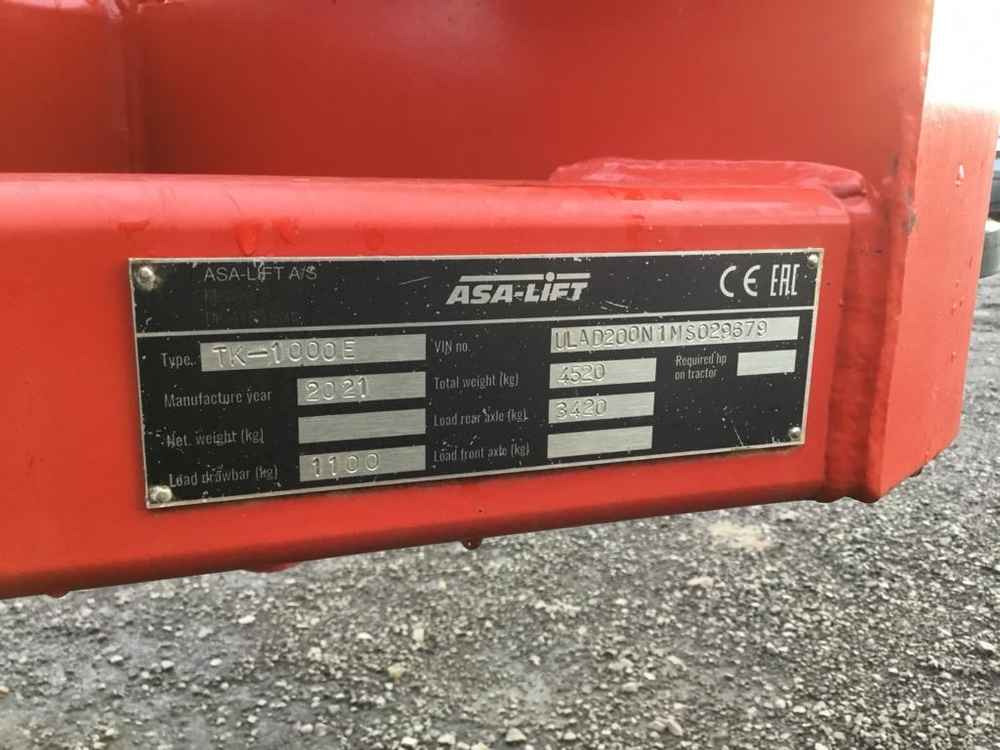 ASA-LIFT A/S
ASA-LIFT
CE EAC
Type. TK-1000E
VIN no. ULAD200N1MS029679
Manufacture year 2021
Total weight (kg) 4520
Required hp on tractor
Net. weight (kg)
Load rear axle (kg) 3420
Load drawbar (kg) 1100
Load front axle (kg)